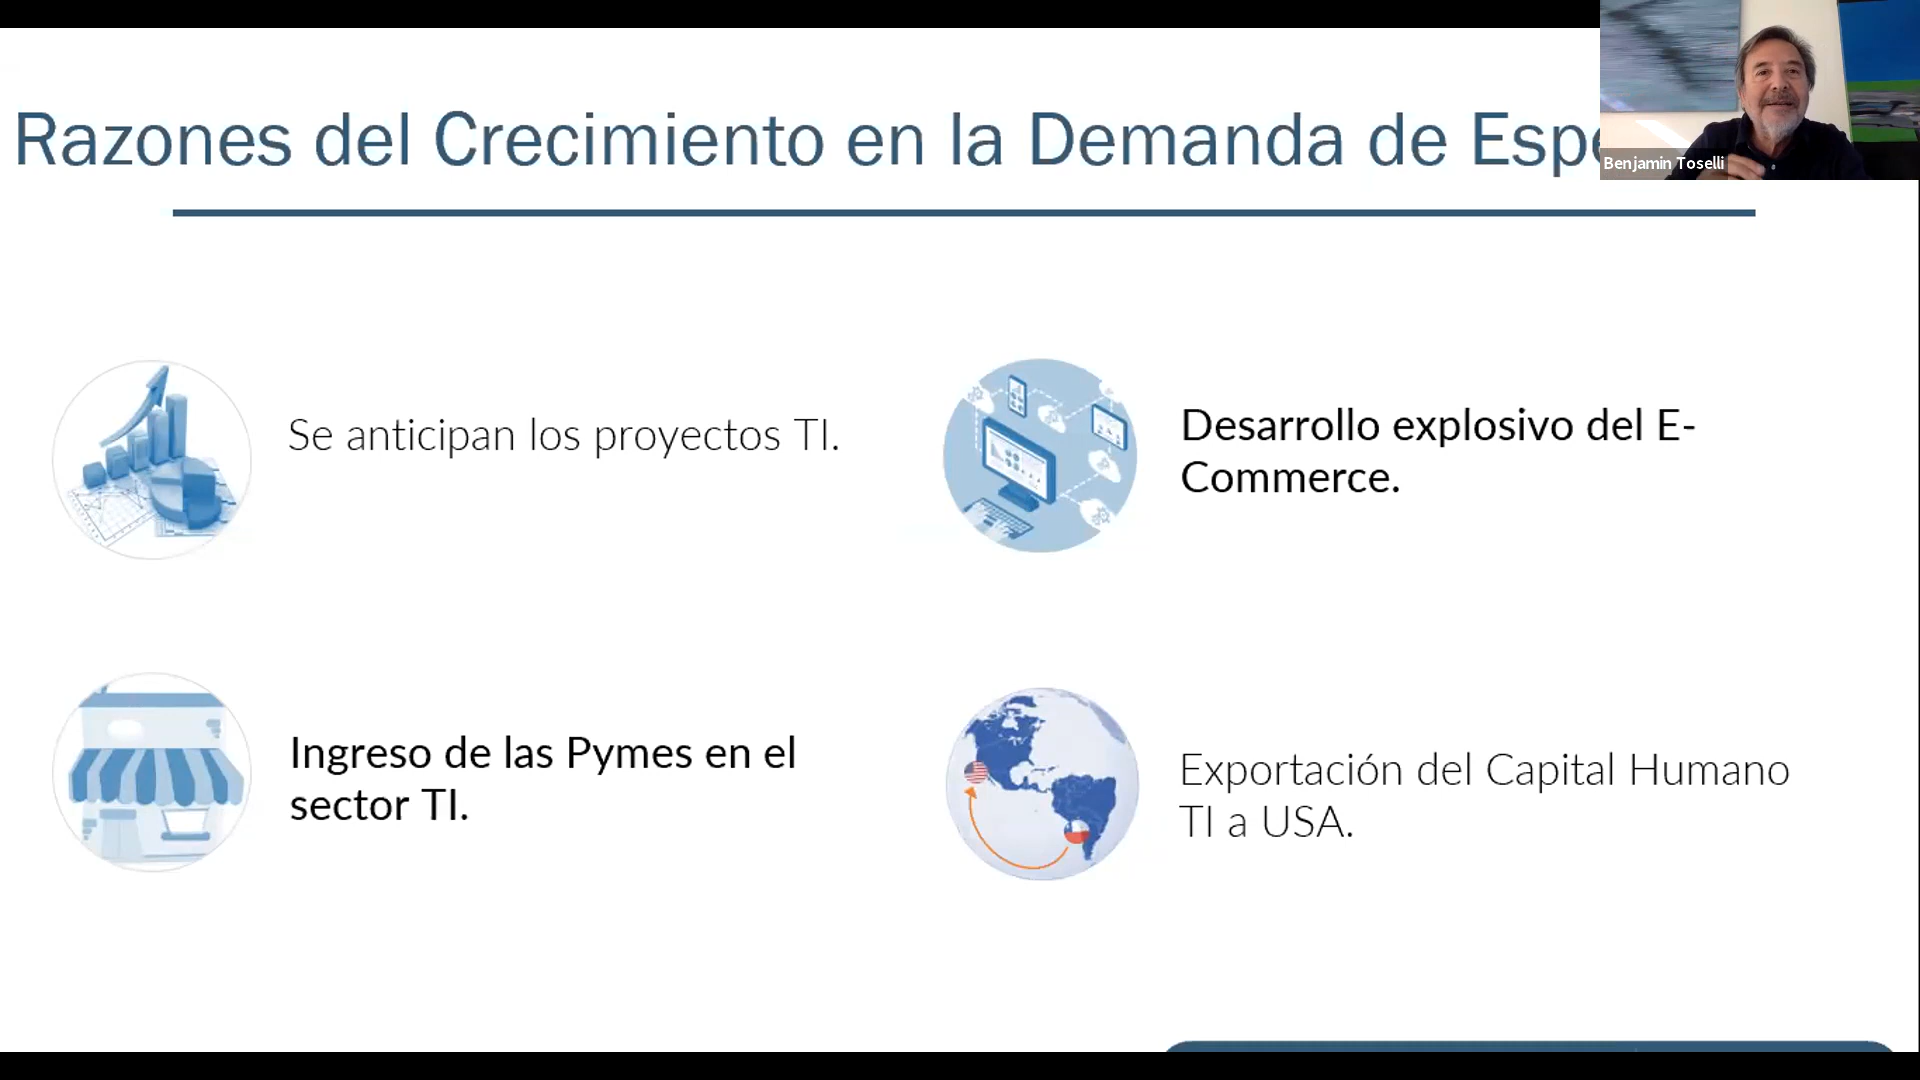 Razones del Crecimiento en la Demanda de Espe
Benjamin Toselli
Se anticipan los proyectos TI.
Desarrollo explosivo del E-
Commerce.
Ingreso de las Pymes en el
sector TI.
Exportación del Capital Humano
TI a USA.